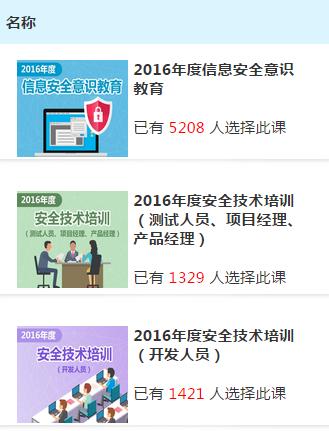 名称
2016年度
信息安全意识教育
2016年度信息安全意识
教育
已有 5208 人选择此课
2016年度
安全技术培训
（测试人员、项目经理、产品经理）
2016年度安全技术培训
（测试人员、项目经理、
产品经理）
已有 1329 人选择此课
2016年度
安全技术培训
（开发人员）
2016年度安全技术培训
（开发人员）
已有 1421 人选择此课